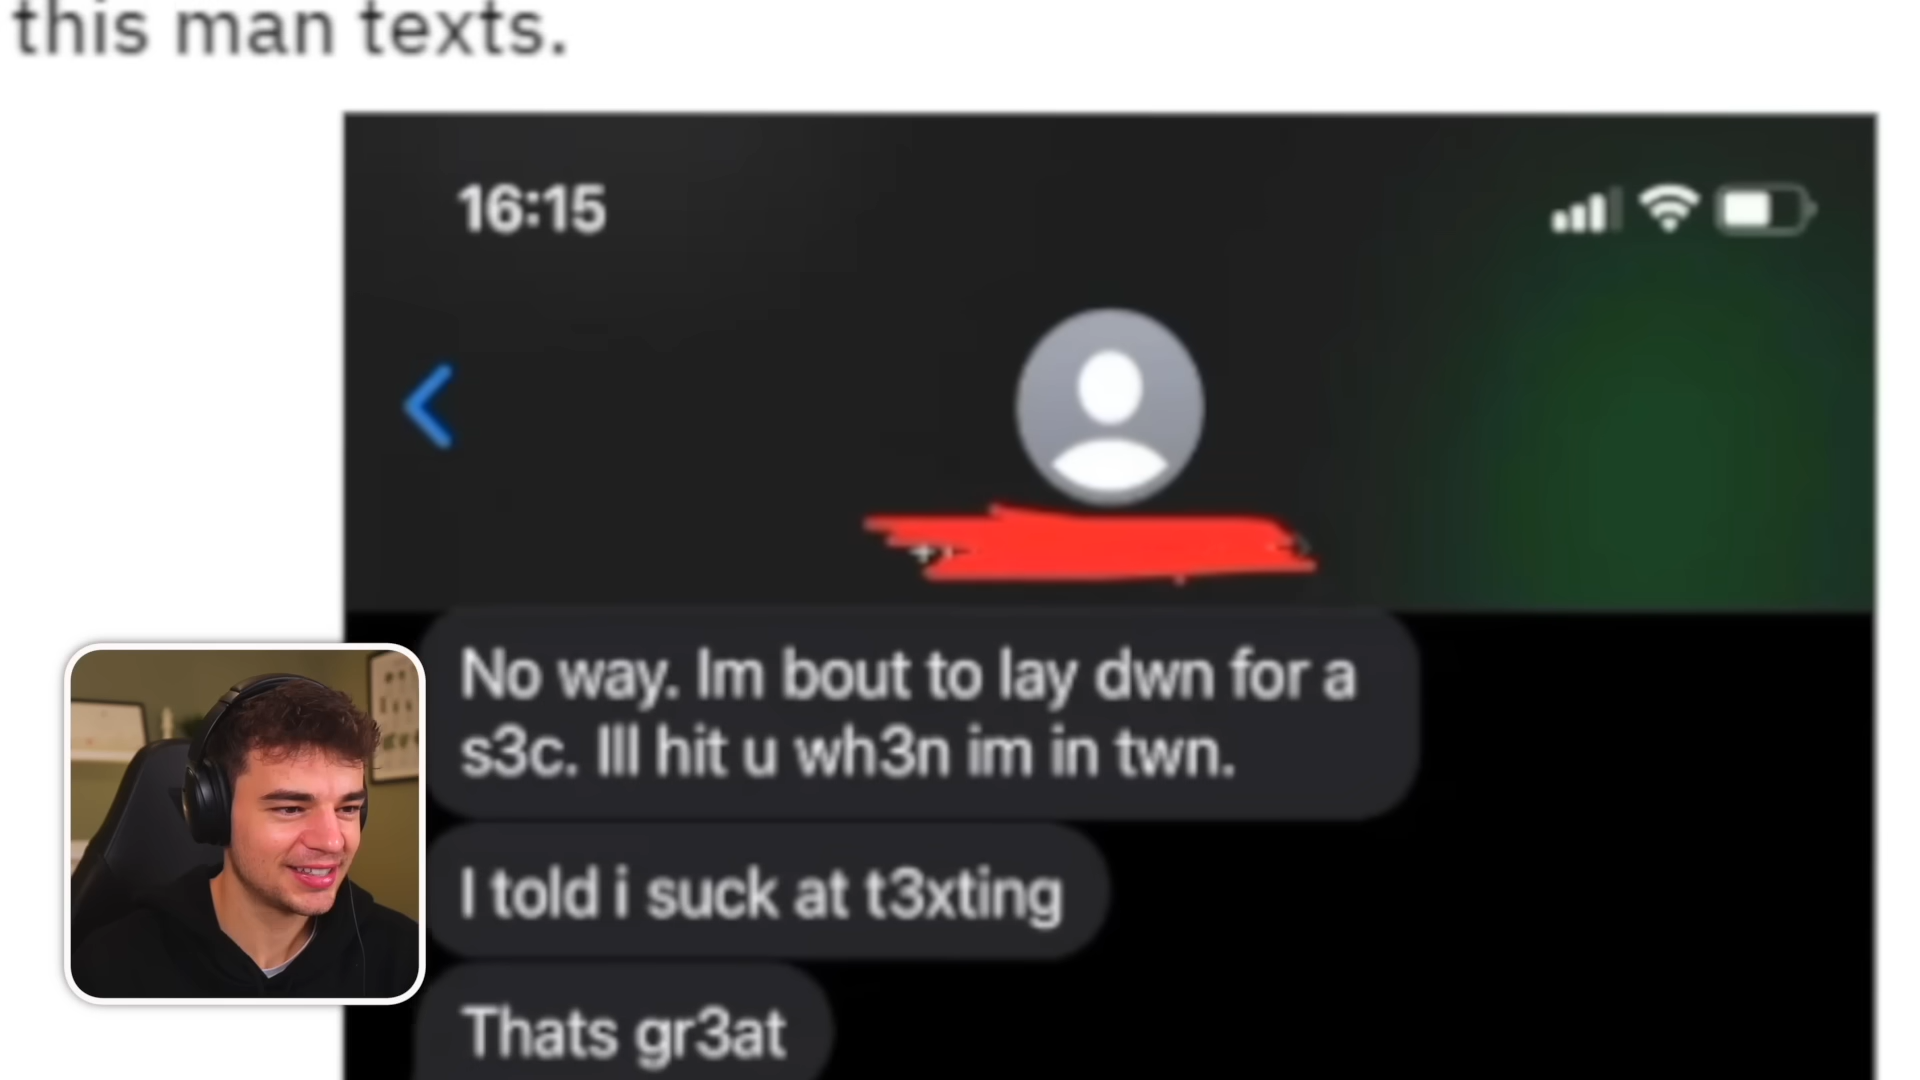 this man texts.
16:15
No way. Im bout to lay dwn for a
s3c. Ill hit u wh3n im in twn.
I told i suck at t3xting
Thats gr3at